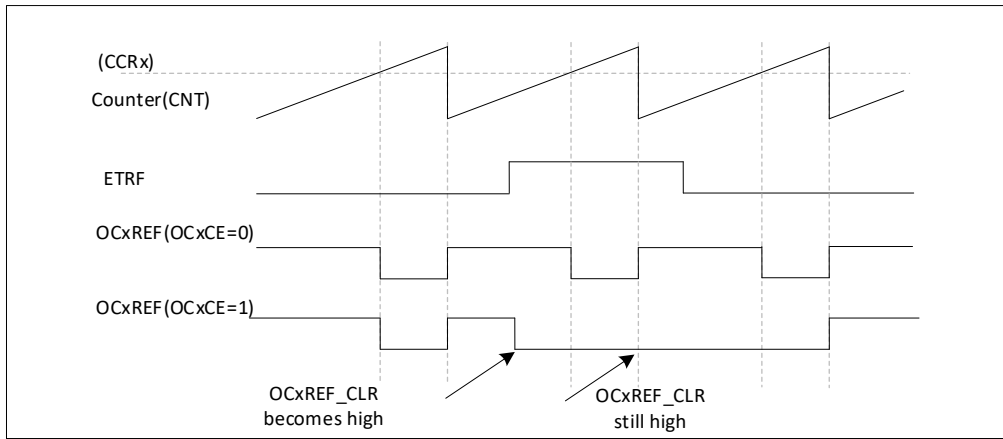 (CCRx)
Counter(CNT)
ETRF
OCxREF(OCxCE=0)
OCxREF(OCxCE=1)
OCxREF_CLR
becomes high
OCxREF_CLR
still high